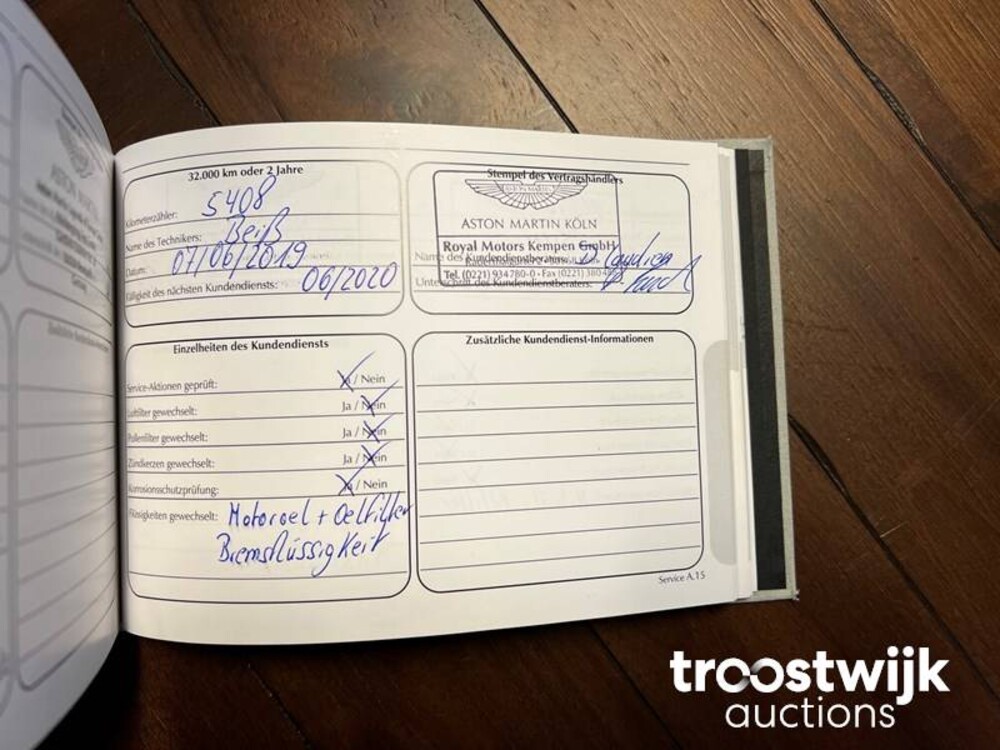 32.000 km oder 2 Jahre
Kilometerzähler: 5408
Name des Technikers: Beiß
Datum: 07/06/2019
Fälligkeit des nächsten Kundendiensts: 06/2020
Stempel des Vertragshändlers
ASTON MARTIN
ASTON MARTIN KÖLN
Royal Motors Kempen GmbH
Name des Kundendienstberaters: Claudia
Tel. (0221) 934780-0 - Fax (0221) 380
Unterschrift des Kundendienstberaters:
Einzelheiten des Kundendiensts
Service-Aktionen geprüft: Ja / Nein
Luftfilter gewechselt: Ja / Nein
Pollenfilter gewechselt: Ja / Nein
Zündkerzen gewechselt: Ja / Nein
Korrosionsschutzprüfung: Ja / Nein
Flüssigkeiten gewechselt: Motoroel + Oelfilter
Bremsflüssigkeit
Zusätzliche Kundendienst-Informationen
Service A.15
troostwijk
auctions